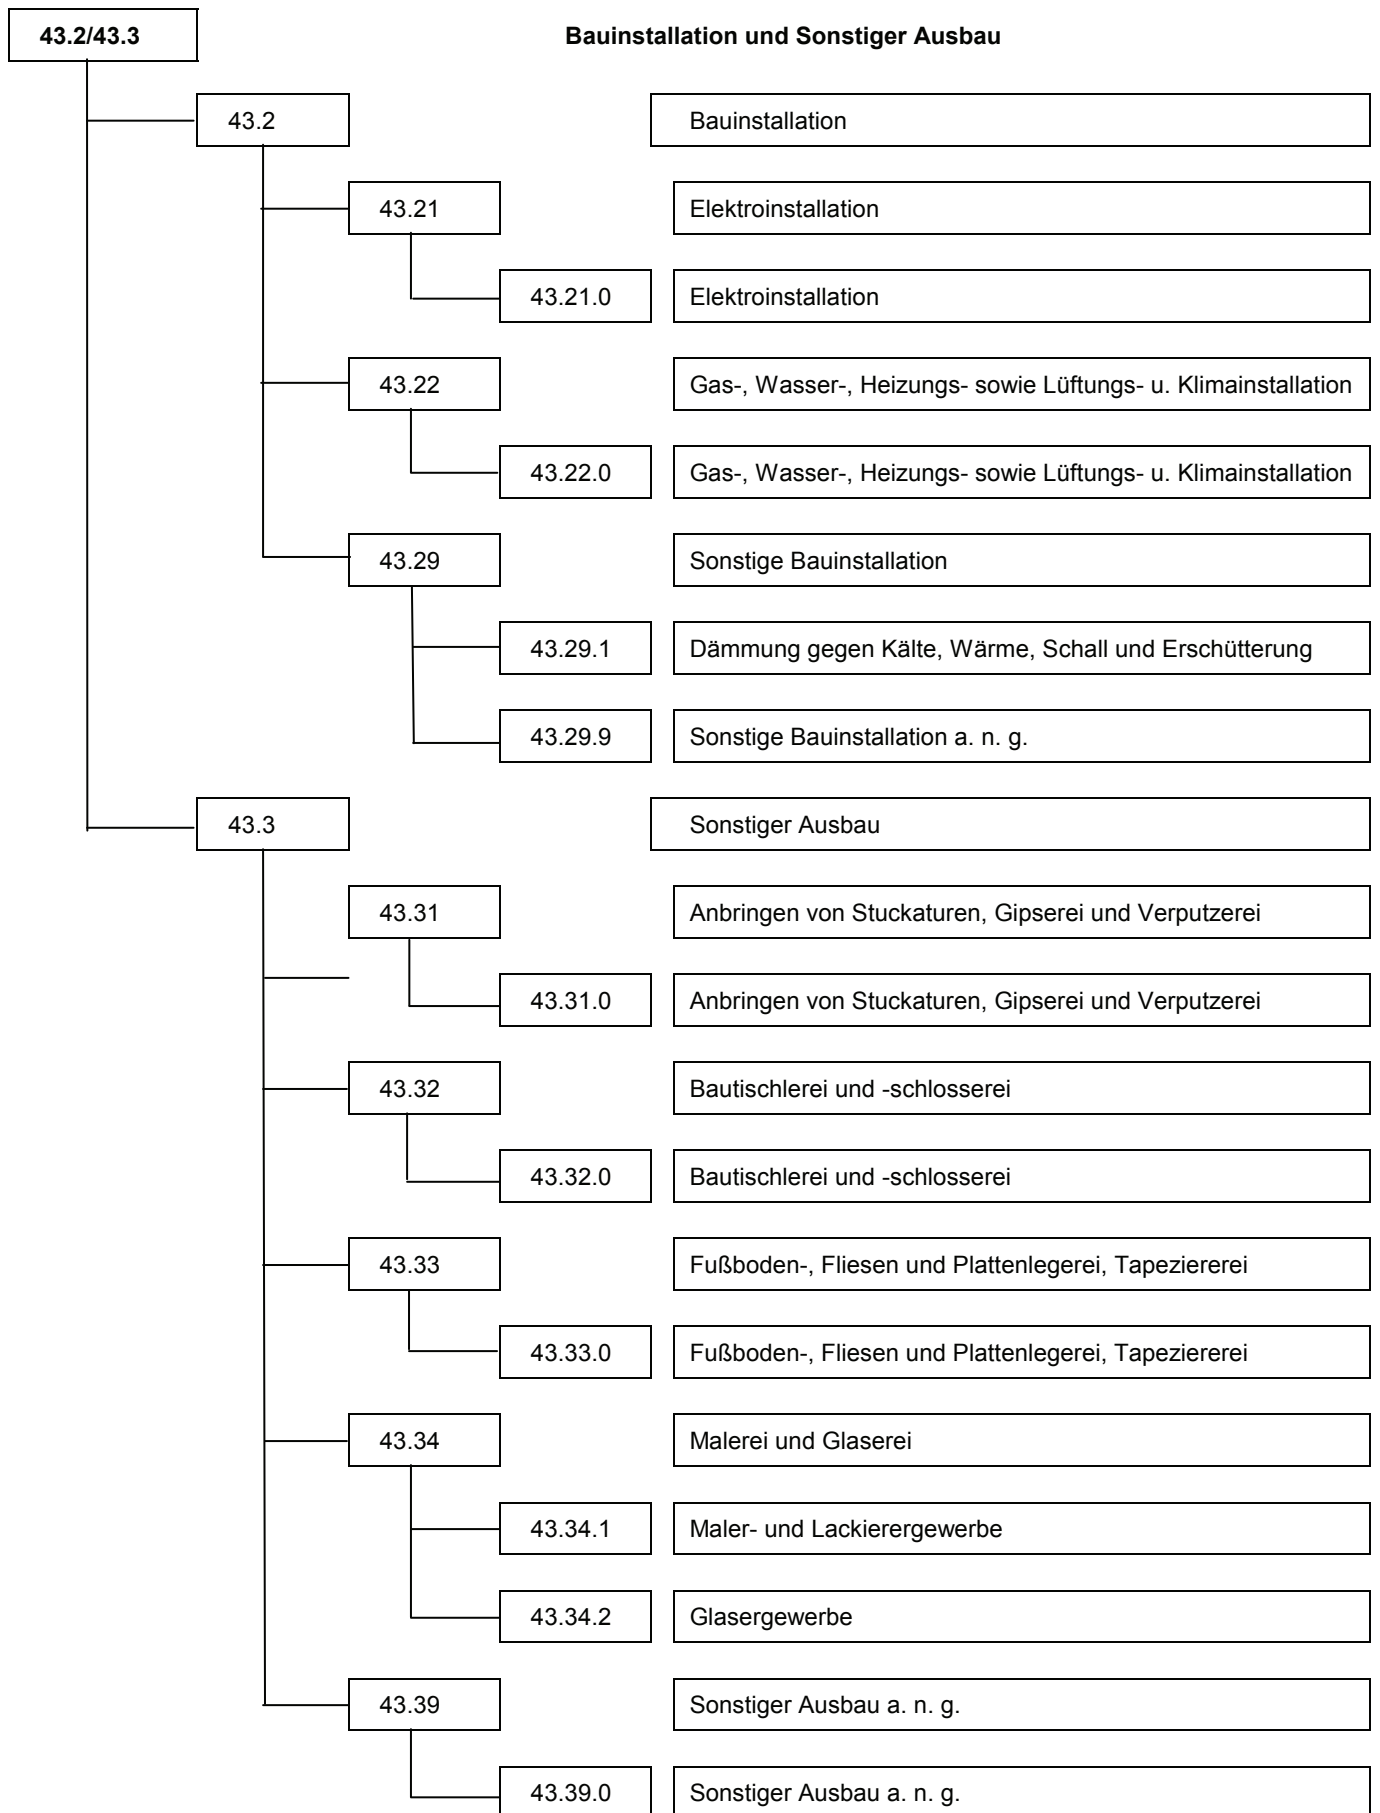 43.2/43.3 Bauinstallation und Sonstiger Ausbau
43.2 Bauinstallation
43.21 Elektroinstallation
43.21.0 Elektroinstallation
43.22 Gas-, Wasser-, Heizungs- sowie Lüftungs- u. Klimainstallation
43.22.0 Gas-, Wasser-, Heizungs- sowie Lüftungs- u. Klimainstallation
43.29 Sonstige Bauinstallation
43.29.1 Dämmung gegen Kälte, Wärme, Schall und Erschütterung
43.29.9 Sonstige Bauinstallation a. n. g.
43.3 Sonstiger Ausbau
43.31 Anbringen von Stuckaturen, Gipserei und Verputzerei
43.31.0 Anbringen von Stuckaturen, Gipserei und Verputzerei
43.32 Bautischlerei und -schlosserei
43.32.0 Bautischlerei und -schlosserei
43.33 Fußboden-, Fliesen und Plattenlegerei, Tapeziererei
43.33.0 Fußboden-, Fliesen und Plattenlegerei, Tapeziererei
43.34 Malerei und Glaserei
43.34.1 Maler- und Lackierergewerbe
43.34.2 Glasergewerbe
43.39 Sonstiger Ausbau a. n. g.
43.39.0 Sonstiger Ausbau a. n. g.